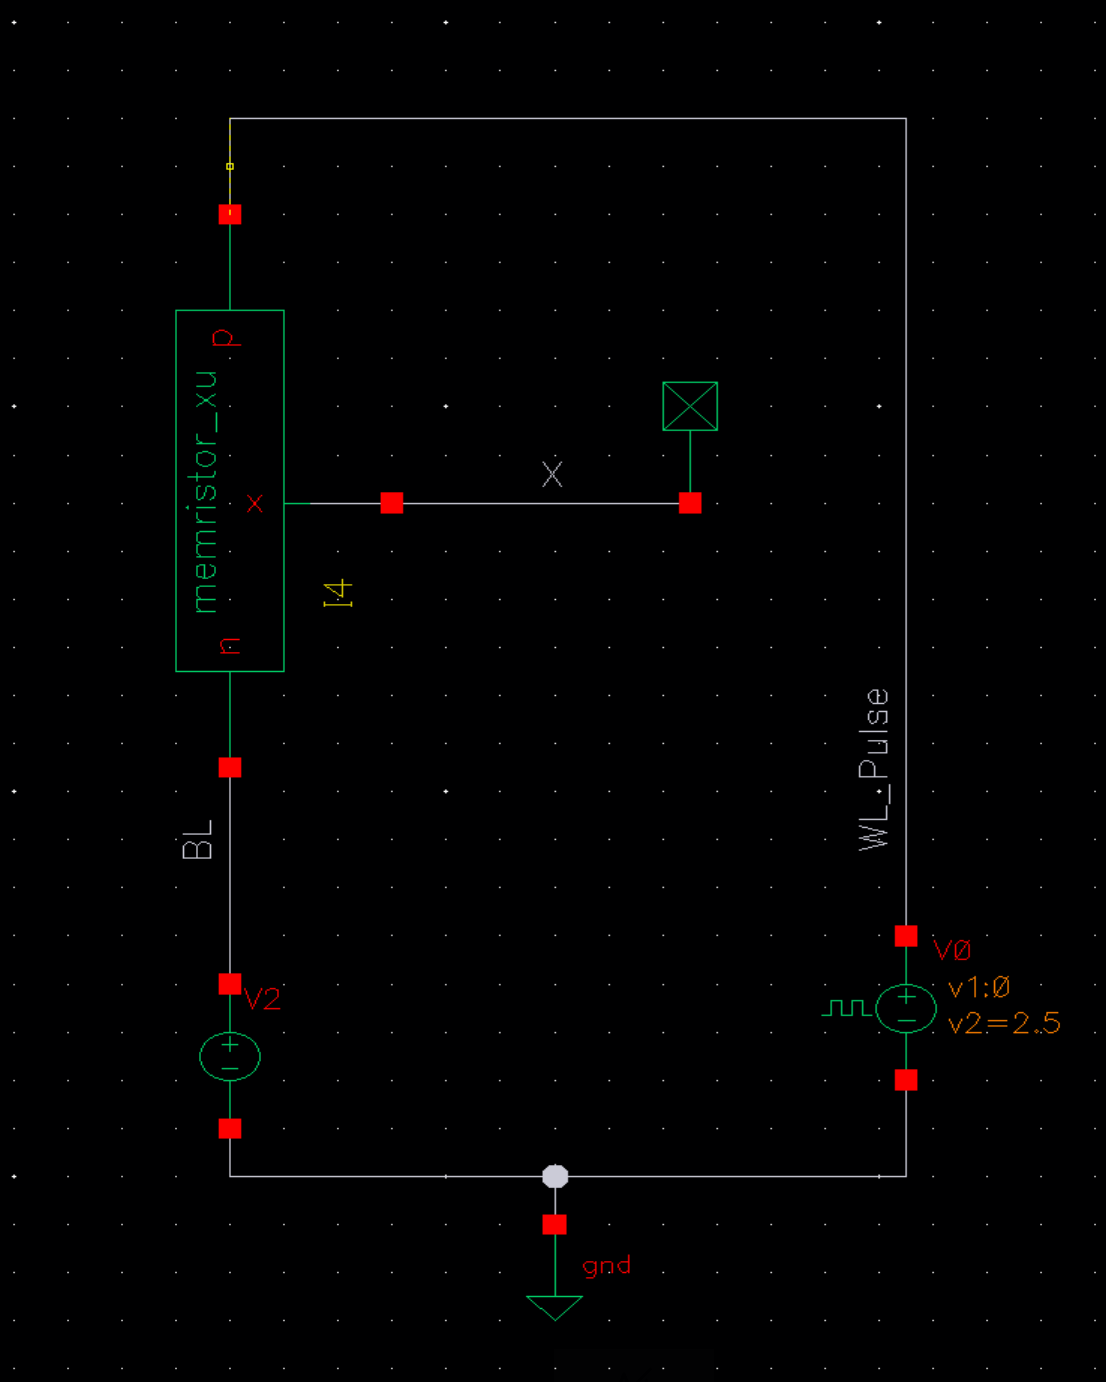 p
memristor_xu
x
n
I4
X
BL
WL_Pulse
V2
V0
v1:0
v2=2.5
gnd